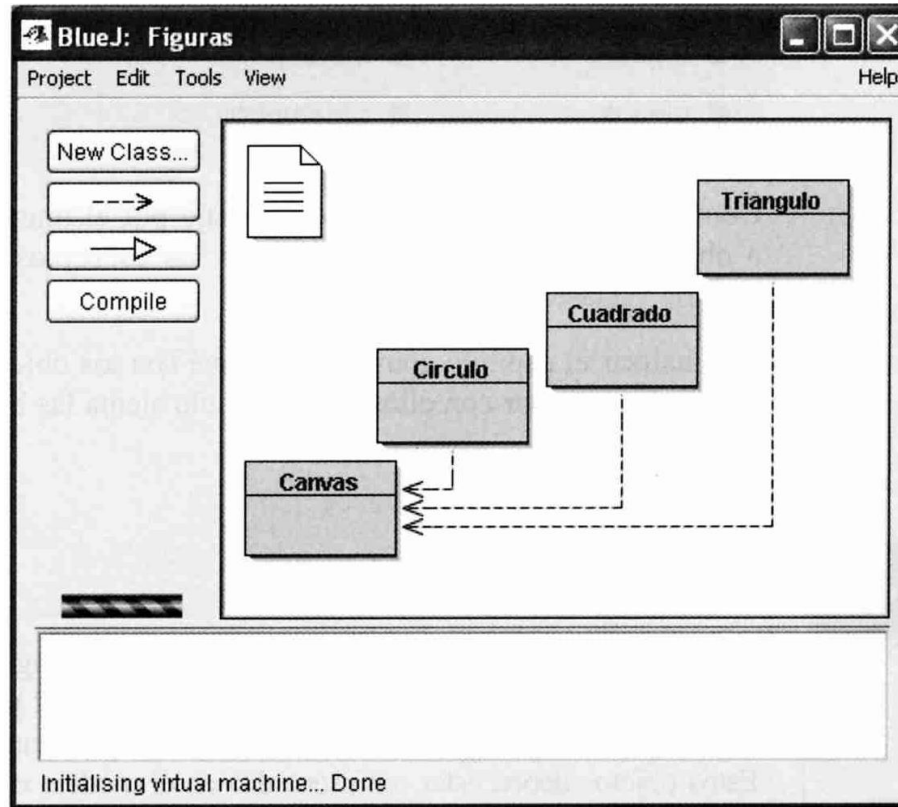 BlueJ: Figuras
Project Edit Tools View Help
New Class...
Compile
Triangulo
Cuadrado
Circulo
Canvas
Initialising virtual machine... Done